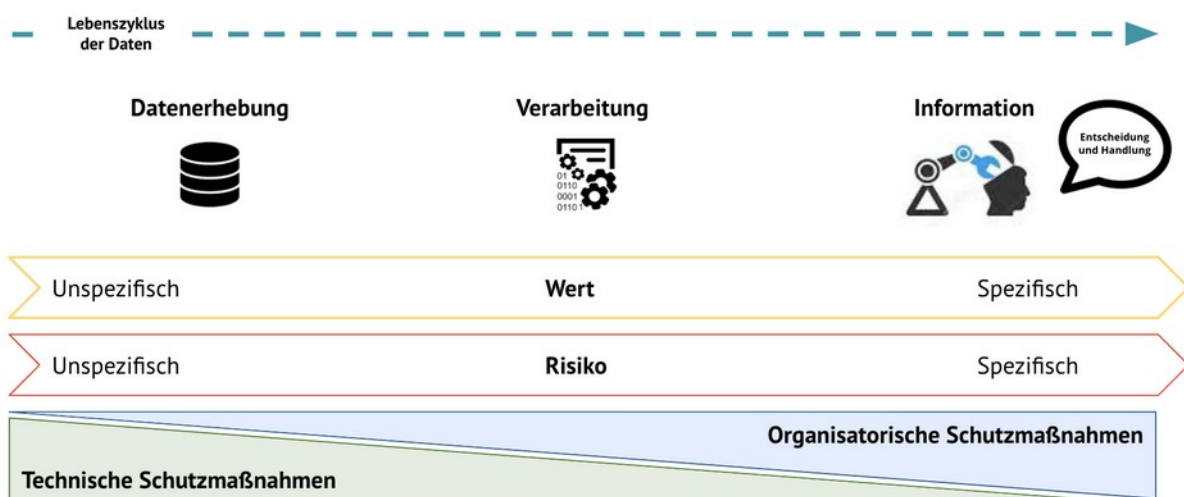 Lebenszyklus
der Daten
Datenerhebung
Verarbeitung
Information
Entscheidung
und Handlung
01
0110
0001
01101
Unspezifisch
Wert
Spezifisch
Unspezifisch
Risiko
Spezifisch
Organisatorische Schutzmaßnahmen
Technische Schutzmaßnahmen